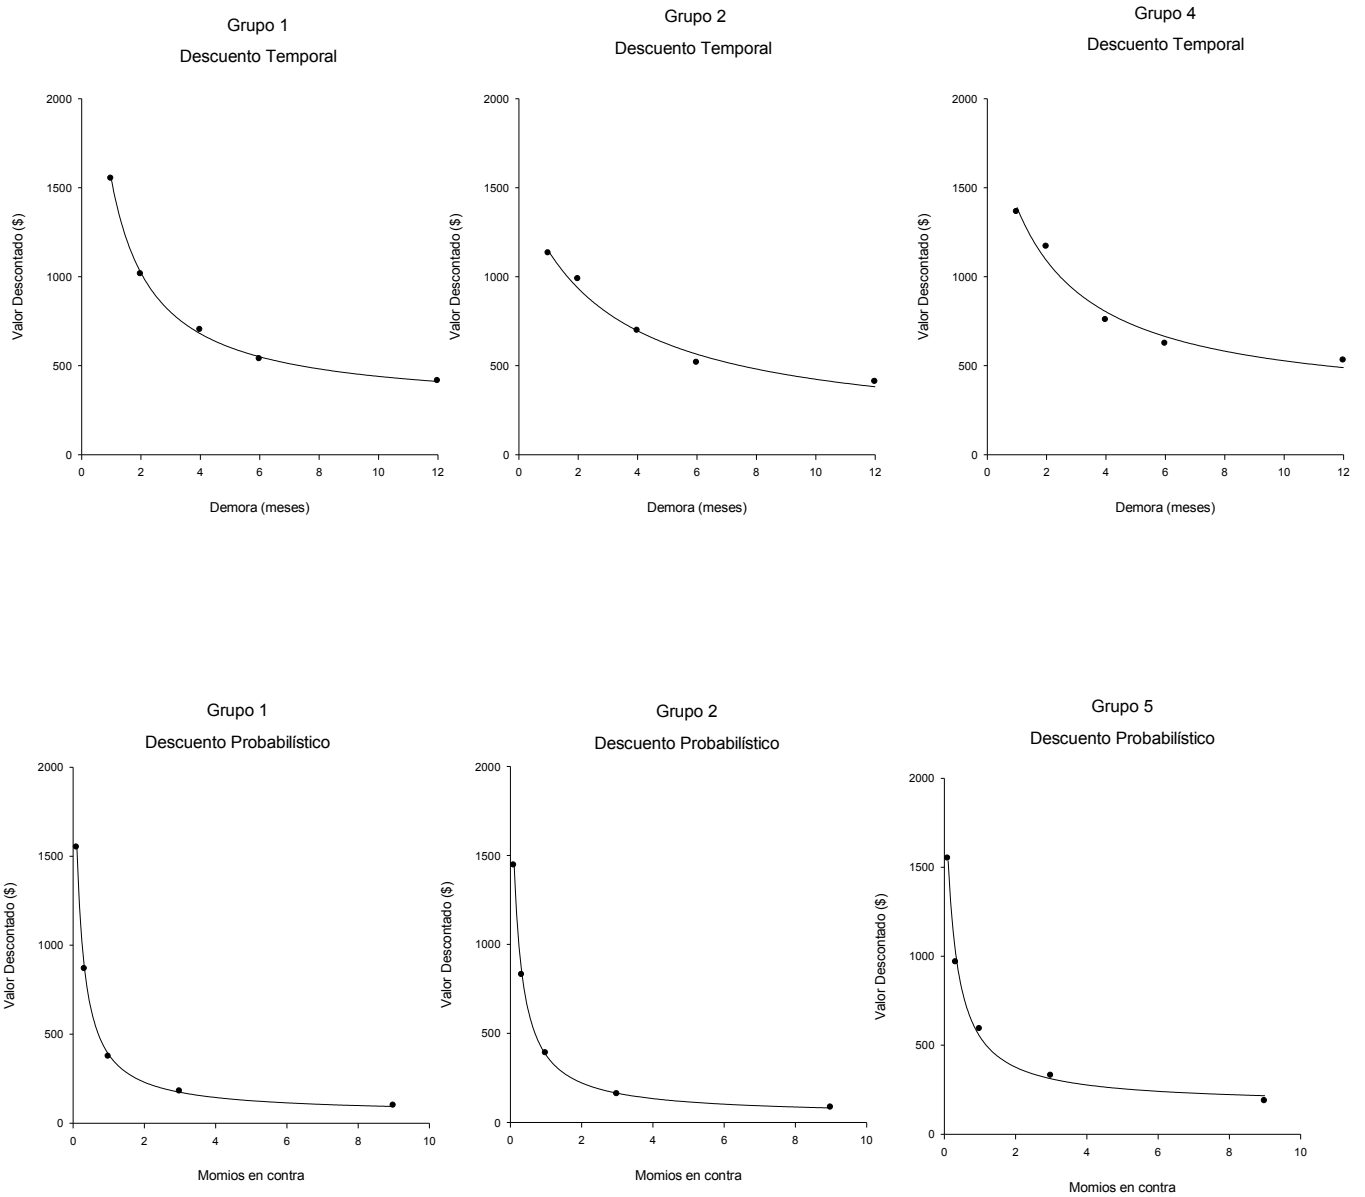 Grupo 1
Descuento Temporal
2000
1500
1000
500
0
0 2 4 6 8 10 12
Valor Descontado ($)
Demora (meses)
Grupo 2
Descuento Temporal
2000
1500
1000
500
0
0 2 4 6 8 10 12
Valor Descontado ($)
Demora (meses)
Grupo 4
Descuento Temporal
2000
1500
1000
500
0
0 2 4 6 8 10 12
Valor Descontado ($)
Demora (meses)
Grupo 1
Descuento Probabilístico
2000
1500
1000
500
0
0 2 4 6 8 10
Valor Descontado ($)
Momios en contra
Grupo 2
Descuento Probabilístico
2000
1500
1000
500
0
0 2 4 6 8 10
Valor Descontado ($)
Momios en contra
Grupo 5
Descuento Probabilístico
2000
1500
1000
500
0
0 2 4 6 8 10
Valor Descontado ($)
Momios en contra